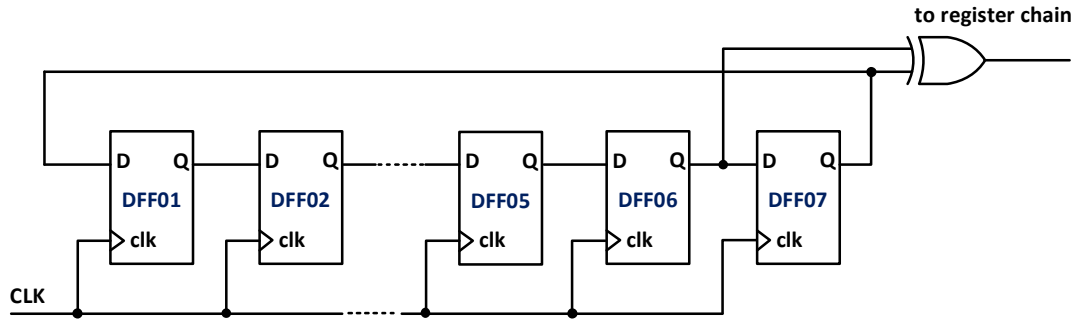 to register chain
D Q D Q D Q D Q D Q
DFF01 DFF02 DFF05 DFF06 DFF07
clk clk clk clk clk
CLK